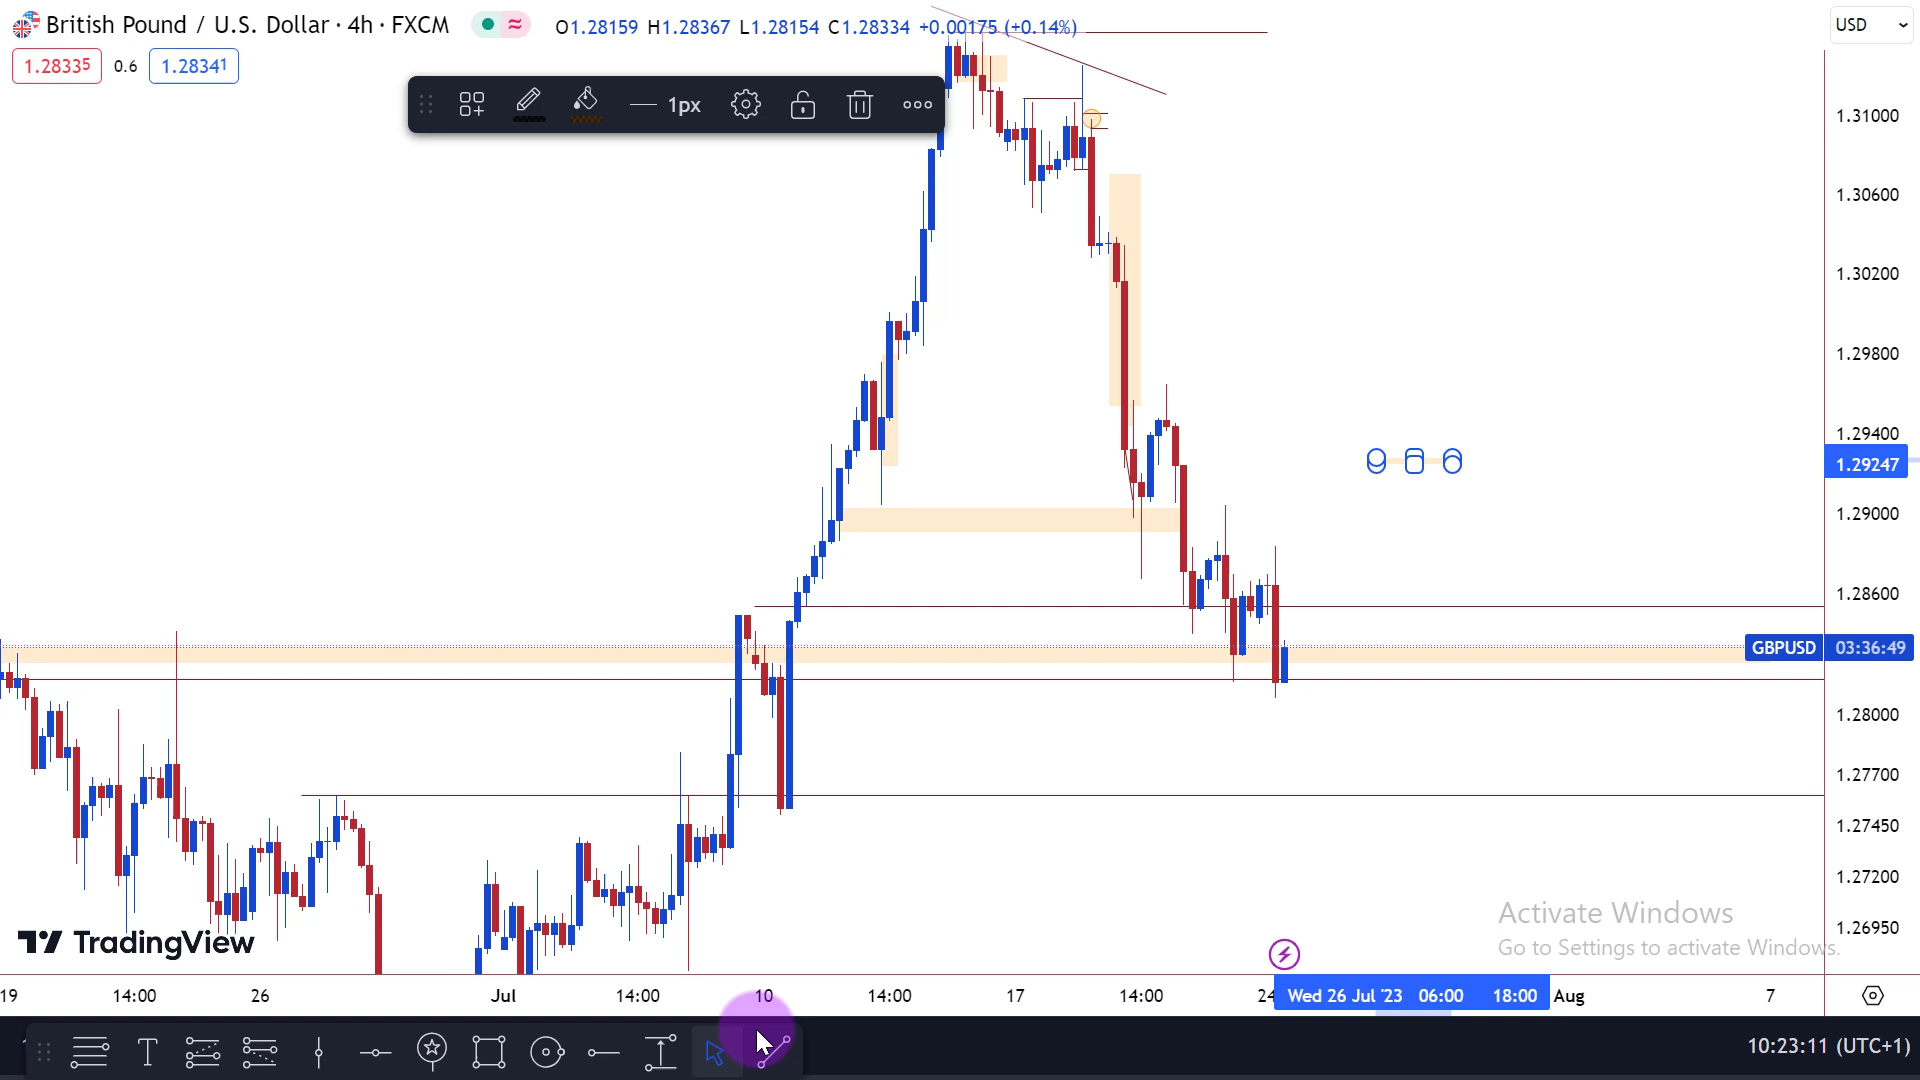 British Pound / U.S. Dollar · 4h · FXCM
O1.28159 H1.28367 L1.28154 C1.28334 +0.00175 (+0.14%)
USD
1.28335 0.6 1.28341
1px
1.31000
1.30600
1.30200
1.29800
1.29400
1.29247
1.29000
1.28600
GBPUSD 03:36:49
1.28000
1.27700
1.27450
1.27200
1.26950
Activate Windows
Go to Settings to activate Windows.
TradingView
19 14:00 26 Jul 14:00 10 14:00 17 14:00 24 Wed 26 Jul '23 06:00 18:00 Aug 7
10:23:11 (UTC+1)